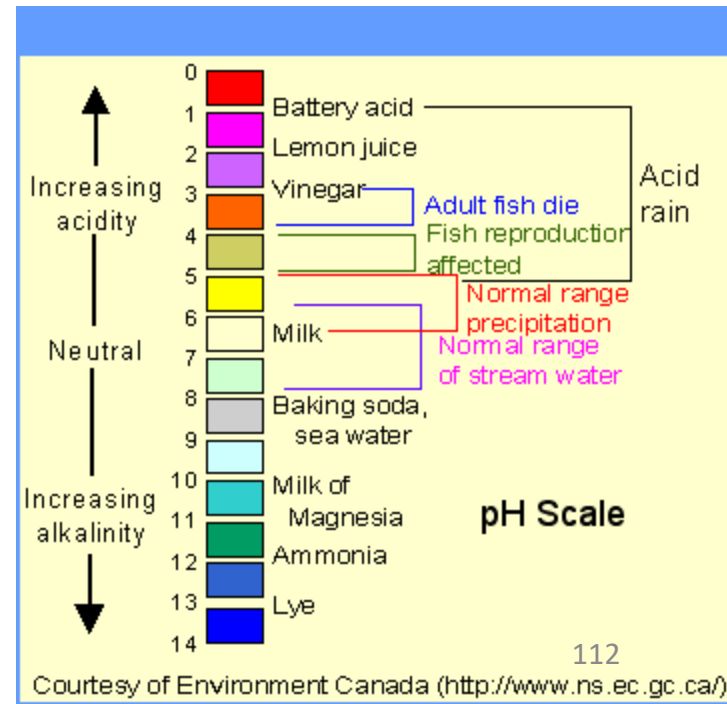 0
1
Battery acid
2
Lemon juice
3
Vinegar
Increasing
acidity
Acid
rain
Adult fish die
4
Fish reproduction
affected
5
Normal range
precipitation
6
Milk
Neutral
7
Normal range
of stream water
8
Baking soda,
sea water
9
10
Milk of
Magnesia
Increasing
alkalinity
11
pH Scale
Ammonia
12
13
Lye
14
112
Courtesy of Environment Canada (http://www.ns.ec.gc.ca/)